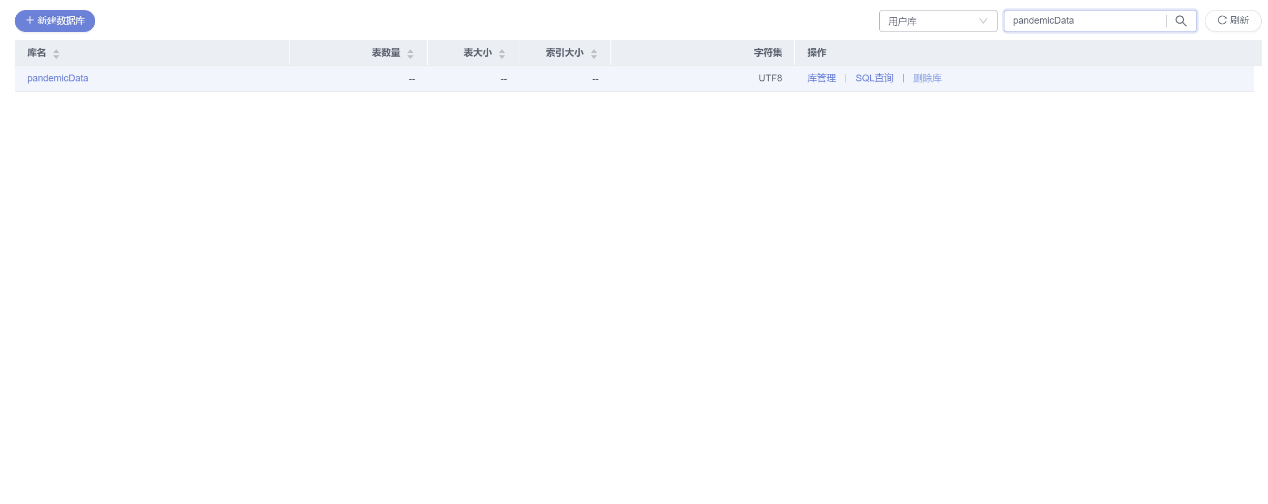 + 新建数据库 用户库 pandemicData 刷新
库名 表数量 表大小 索引大小 字符集 操作
pandemicData -- -- -- UTF8 库管理 | SQL查询 | 删除库